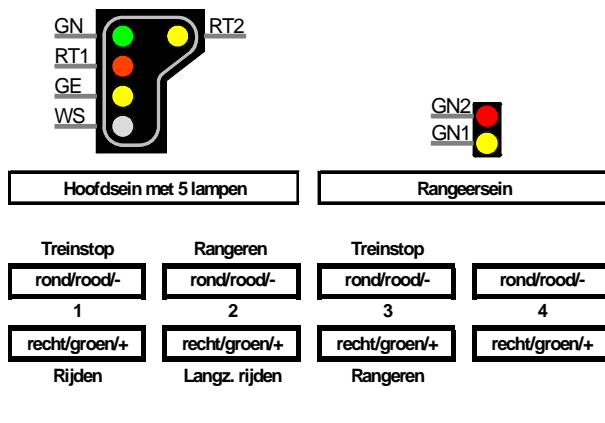 GN RT2
RT1
GE
WS
GN2
GN1
Hoofdsein met 5 lampen Rangeersein
Treinstop Rangeren Treinstop
rond/rood/- rond/rood/- rond/rood/- rond/rood/-
1 2 3 4
recht/groen/+ recht/groen/+ recht/groen/+ recht/groen/+
Rijden Langz. rijden Rangeren